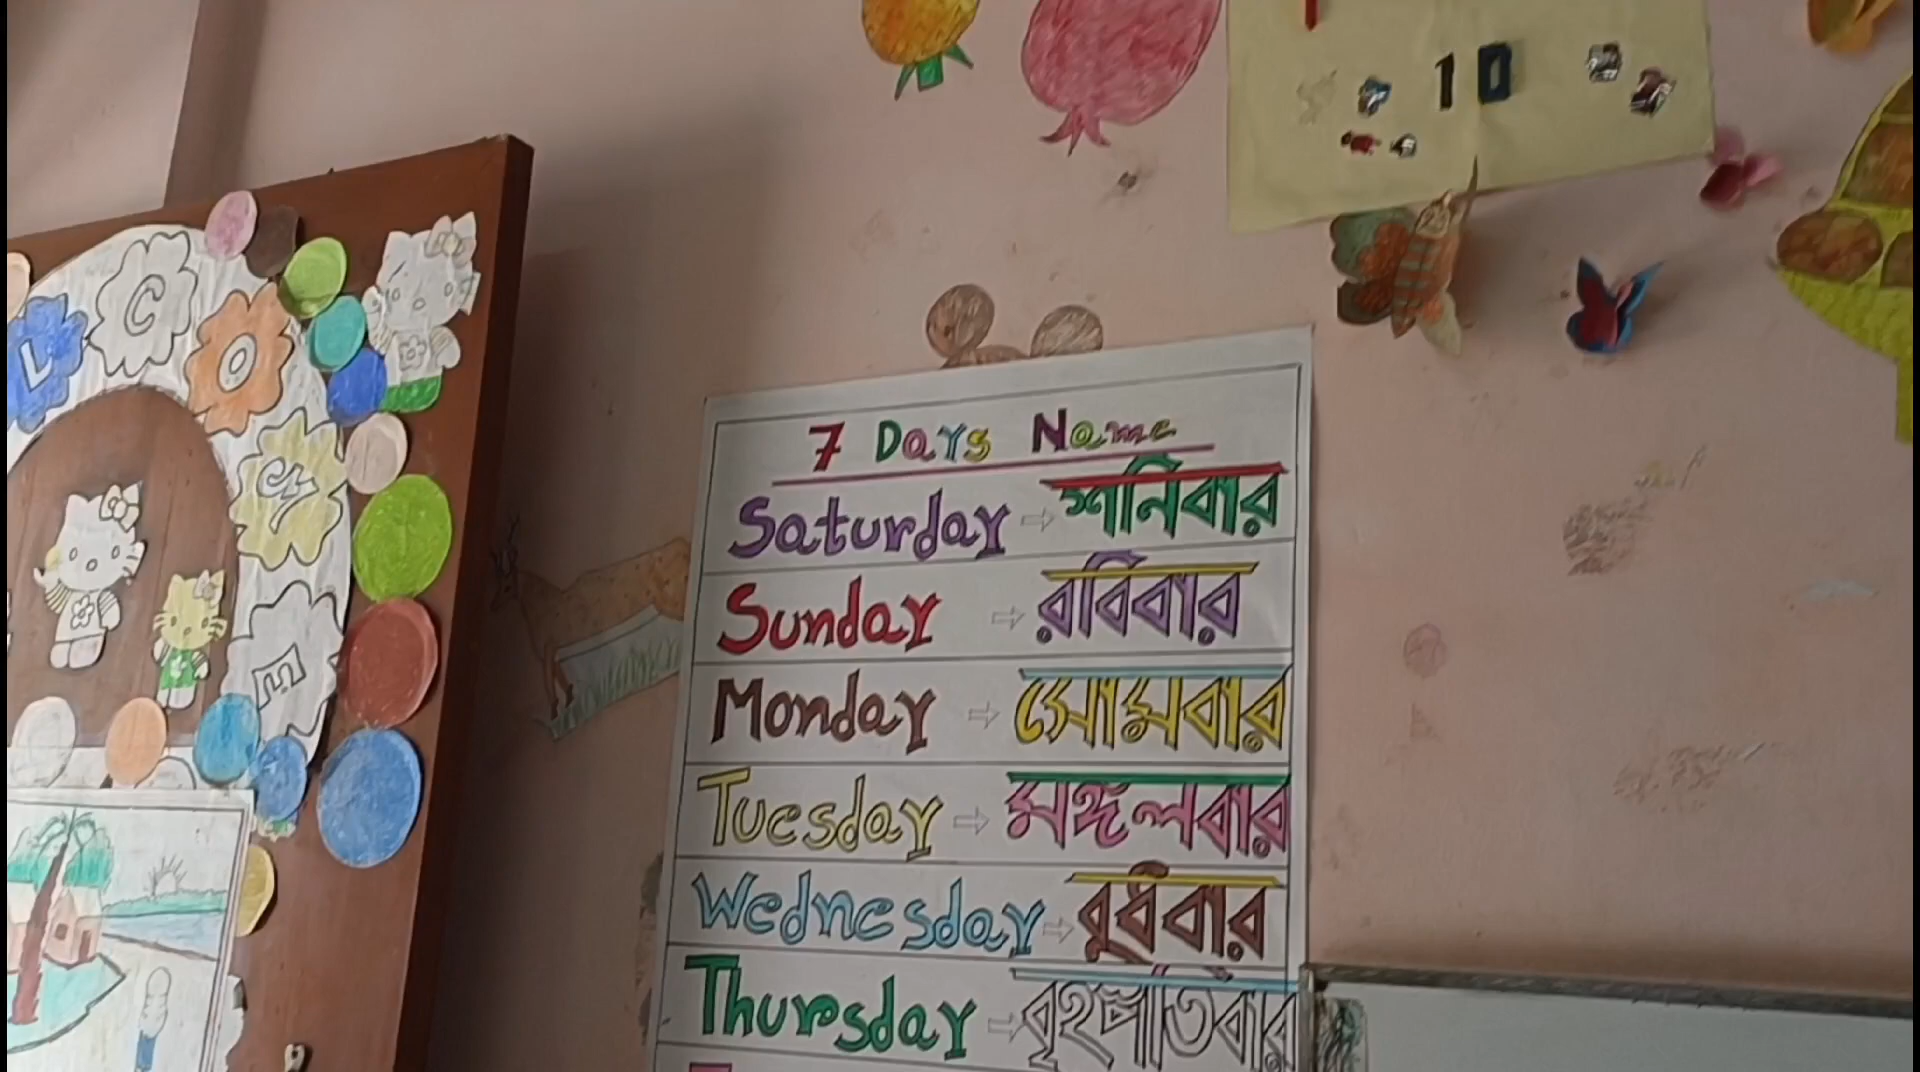 L C O M E
10
7 Days Name
Saturday ⇨ শনিবার
Sunday ⇨ রবিবার
Monday ⇨ সোমবার
Tuesday ⇨ মঙ্গলবার
Wednesday ⇨ বুধবার
Thursday ⇨ বৃহস্পতিবার